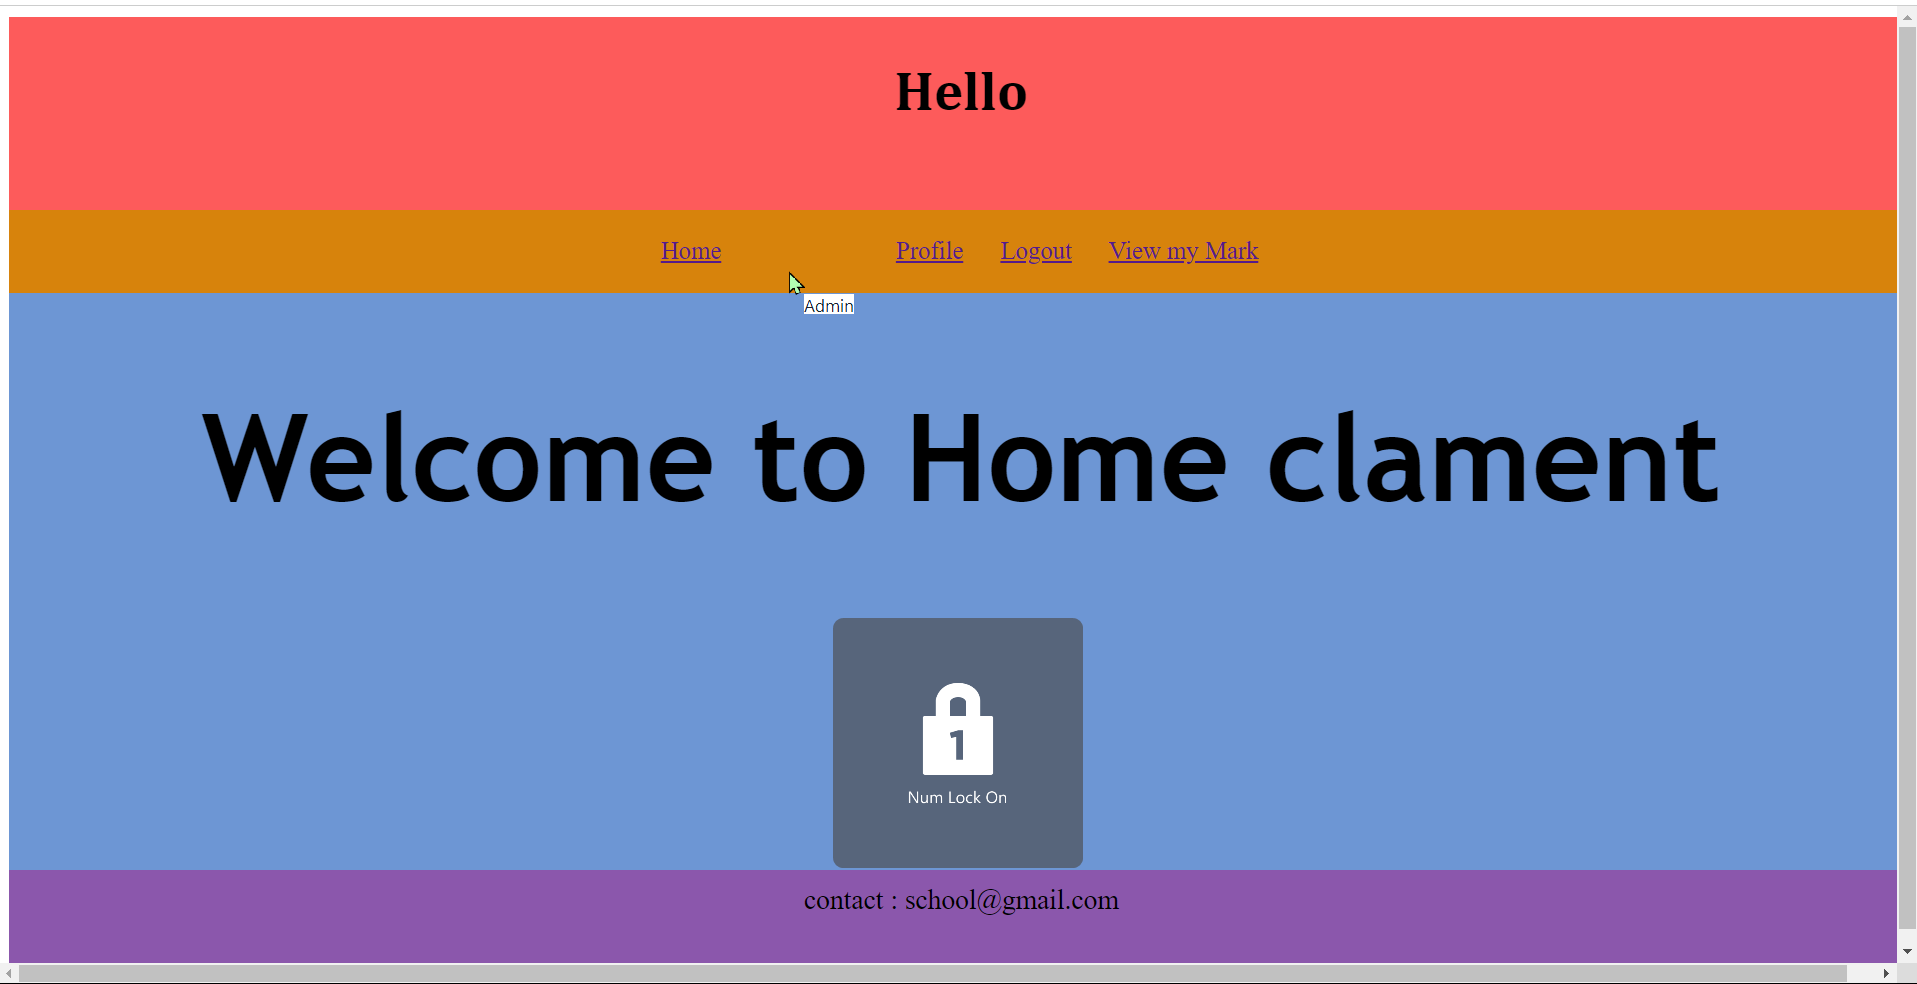 Hello
Home Profile Logout View my Mark
Admin
Welcome to Home clament
1
Num Lock On
contact : school@gmail.com